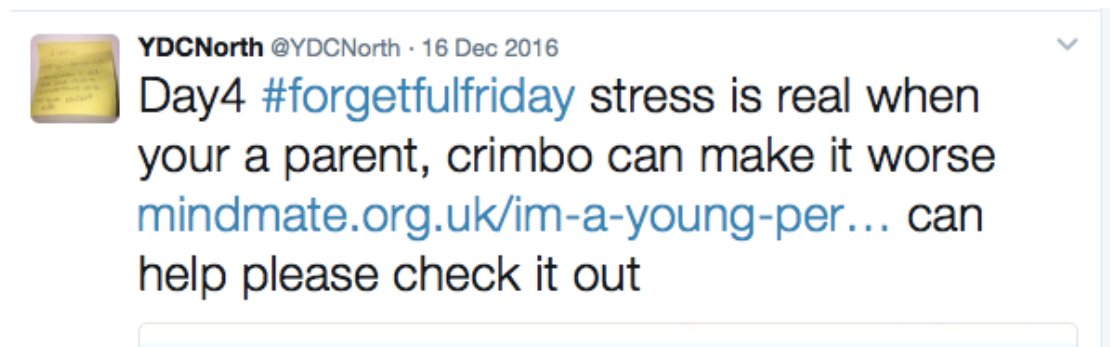 YDCNorth @YDCNorth · 16 Dec 2016
Day4 #forgetfulfriday stress is real when
your a parent, crimbo can make it worse
mindmate.org.uk/im-a-young-per... can
help please check it out